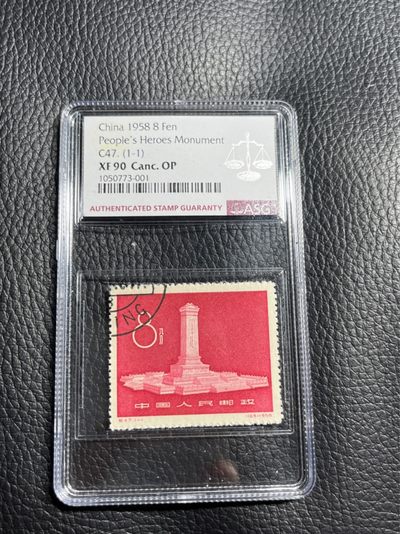 China 1958 8 Fen
People's Heroes Monument
C47. (1-1)
XF 90 Canc. OP
1050773-001
AUTHENTICATED STAMP GUARANTY ASG
8
中国人民邮政